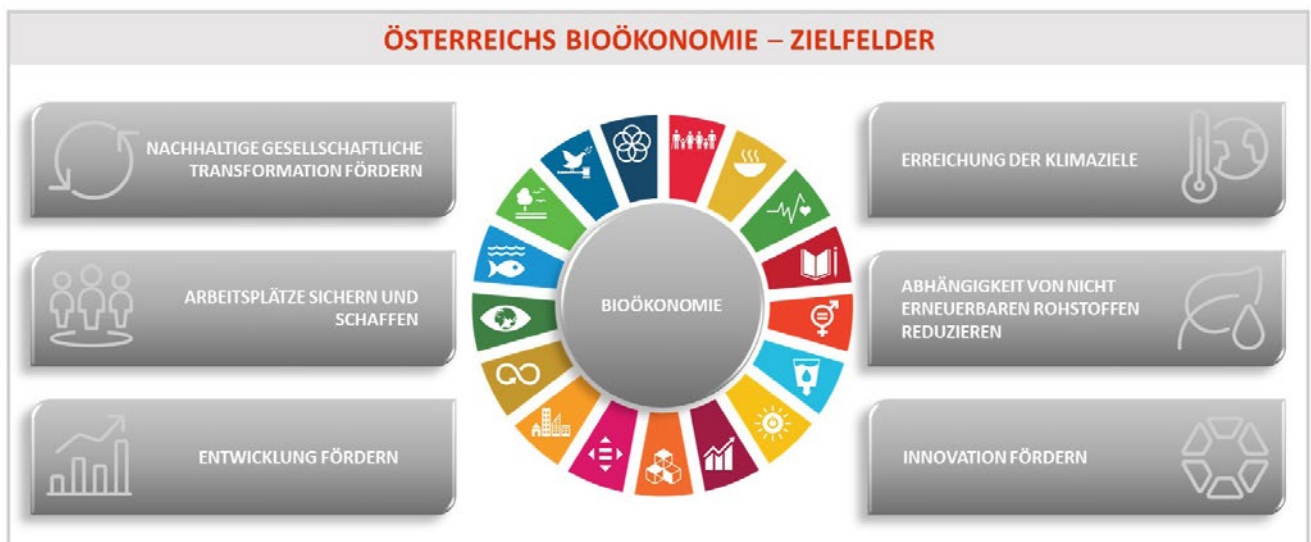 ÖSTERREICHS BIOÖKONOMIE – ZIELFELDER
NACHHALTIGE GESELLSCHAFTLICHE
TRANSFORMATION FÖRDERN
ARBEITSPLÄTZE SICHERN UND
SCHAFFEN
ENTWICKLUNG FÖRDERN
BIOÖKONOMIE
ERREICHUNG DER KLIMAZIELE
ABHÄNGIGKEIT VON NICHT
ERNEUERBAREN ROHSTOFFEN
REDUZIEREN
INNOVATION FÖRDERN